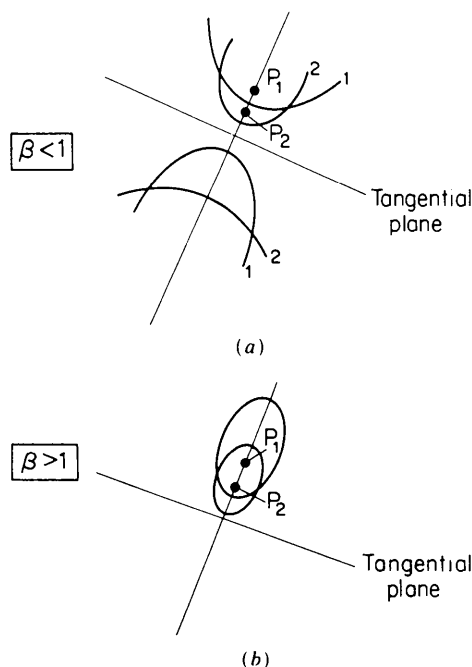 P₁
2
1
P₂
β<1
Tangential
plane
2
1
(a)
β>1
P₁
P₂
Tangential
plane
(b)